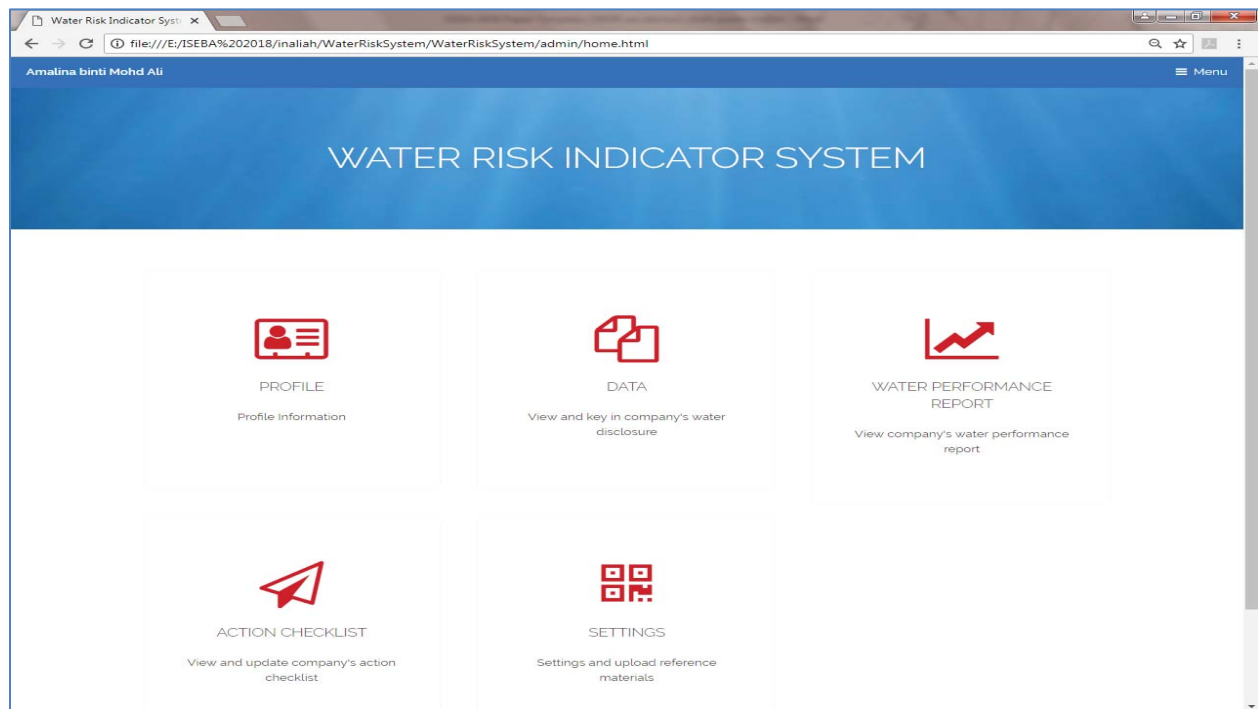 Water Risk Indicator Syst
file:///E:/ISEBA%202018/inaliah/WaterRiskSystem/WaterRiskSystem/admin/home.html
Amalina binti Mohd Ali
Menu
WATER RISK INDICATOR SYSTEM
PROFILE
Profile Information
DATA
View and key in company's water
disclosure
WATER PERFORMANCE
REPORT
View company's water performance
report
ACTION CHECKLIST
View and update company's action
checklist
SETTINGS
Settings and upload reference
materials